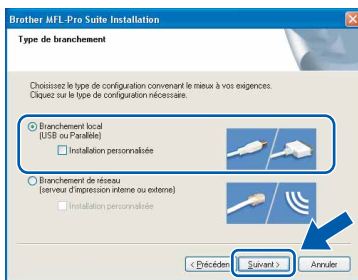 Brother MFL-Pro Suite Installation
Type de branchement
Choisissez le type de configuration convenant le mieux à vos exigences.
Cliquez sur le type de configuration nécessaire.
Branchement local
(USB ou Parallèle)
Installation personnalisée
Branchement de réseau
(serveur d'impression interne ou externe)
Installation personnalisée
< Précéden Suivant > Annuler